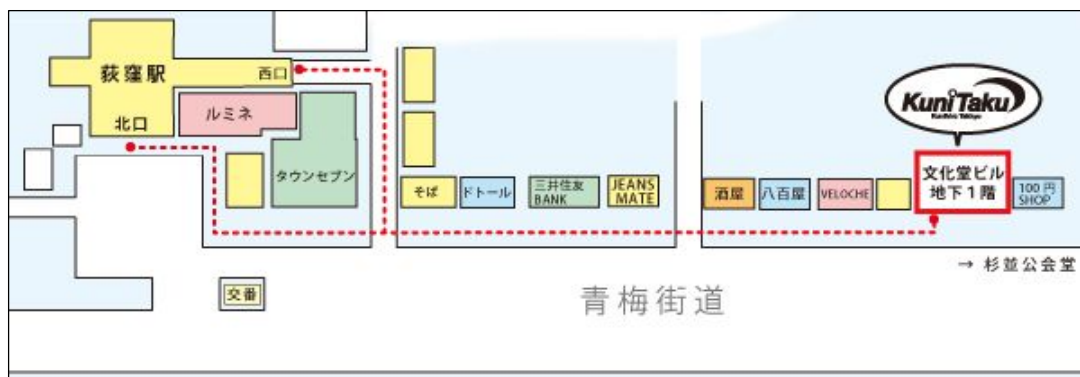 荻窪駅
西口
北口
ルミネ
タウンセブン
交番
そば
ドトール
三井住友
BANK
JEANS
MATE
酒屋
八百屋
VELOCHE
KuniTaku
文化堂ビル
地下1階
100円
SHOP
→ 杉並公会堂
青梅街道